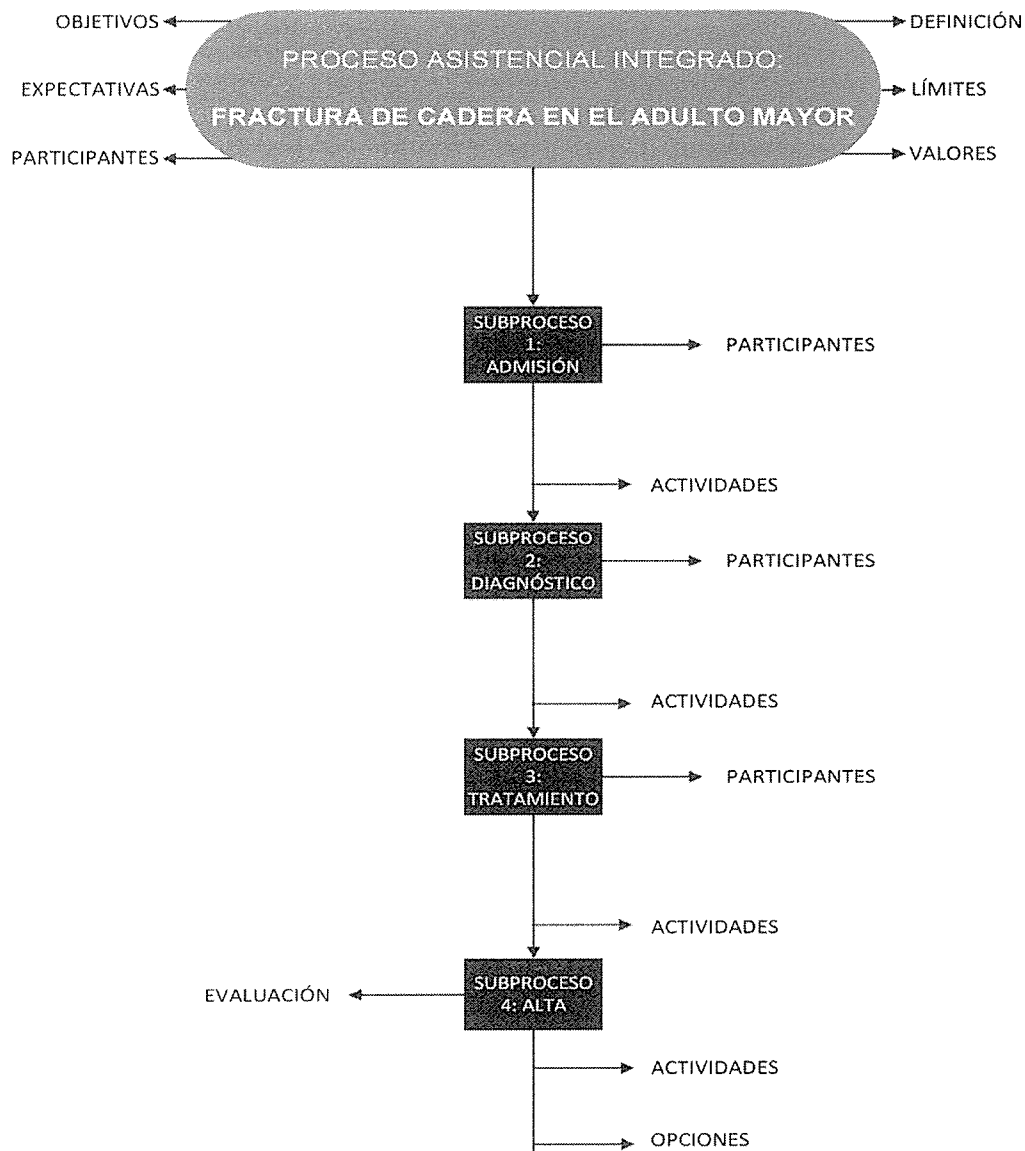 OBJETIVOS
DEFINICIÓN
PROCESO ASISTENCIAL INTEGRADO:
EXPECTATIVAS
LÍMITES
FRACTURA DE CADERA EN EL ADULTO MAYOR
PARTICIPANTES
VALORES
SUBPROCESO
1:
ADMISIÓN
PARTICIPANTES
ACTIVIDADES
SUBPROCESO
2:
DIAGNÓSTICO
PARTICIPANTES
ACTIVIDADES
SUBPROCESO
3:
TRATAMIENTO
PARTICIPANTES
ACTIVIDADES
SUBPROCESO
4: ALTA
EVALUACIÓN
ACTIVIDADES
OPCIONES